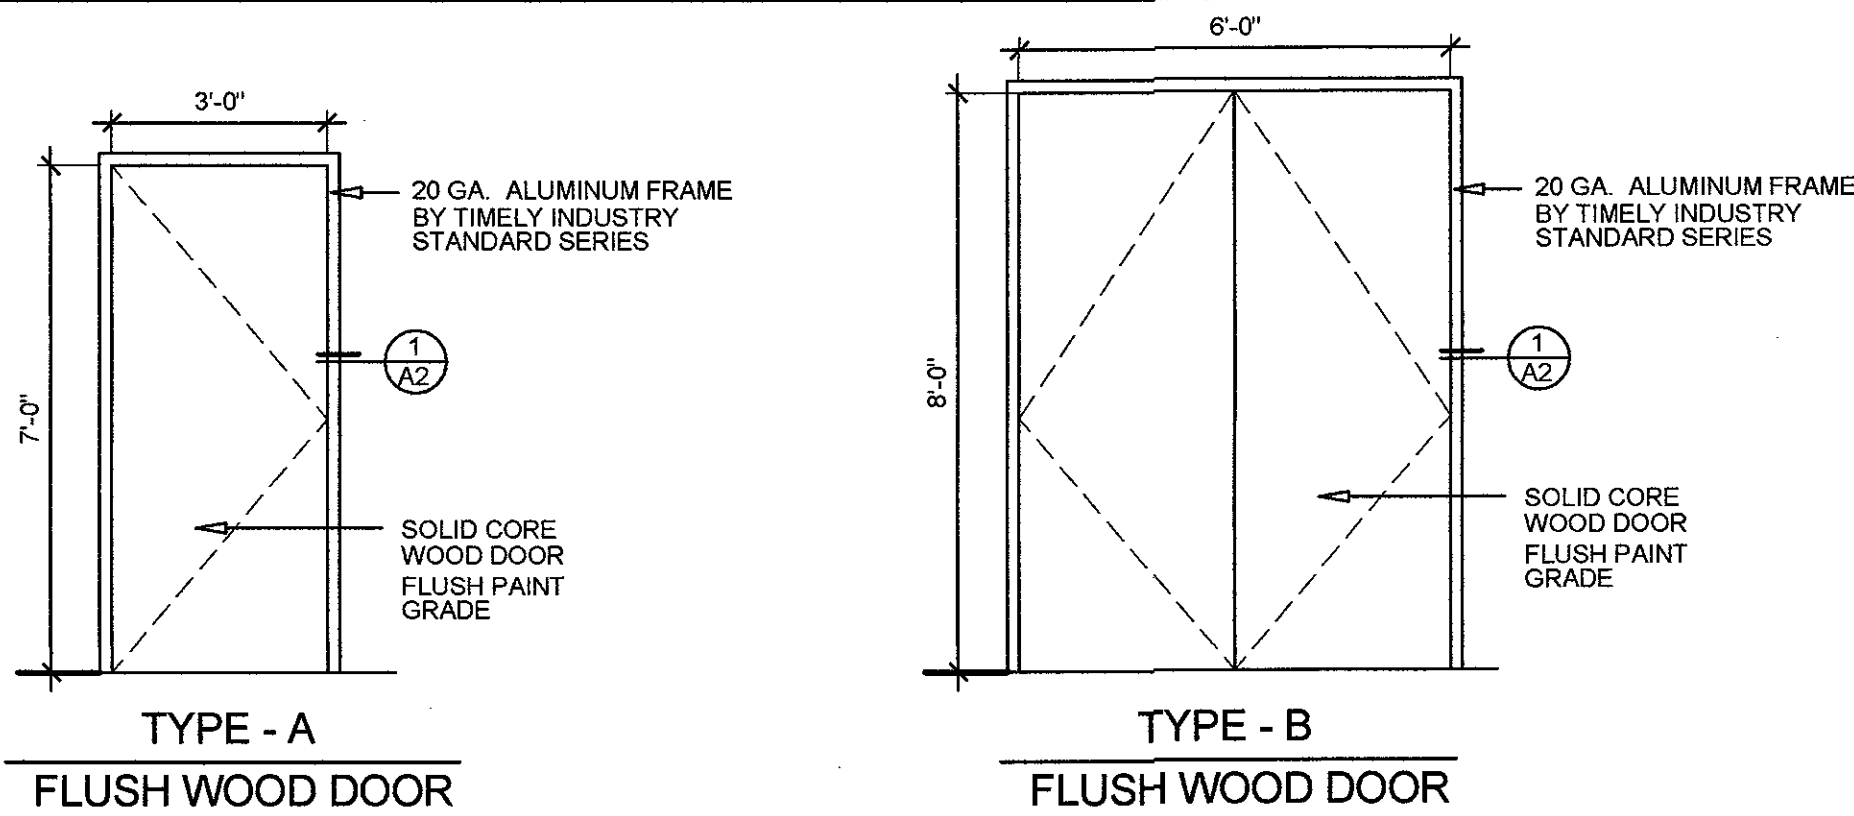 3'-0"
20 GA. ALUMINUM FRAME
BY TIMELY INDUSTRY
STANDARD SERIES
1
A2
7'-0"
SOLID CORE
WOOD DOOR
FLUSH PAINT
GRADE
TYPE - A
FLUSH WOOD DOOR
6'-0"
20 GA. ALUMINUM FRAME
BY TIMELY INDUSTRY
STANDARD SERIES
1
A2
8'-0"
SOLID CORE
WOOD DOOR
FLUSH PAINT
GRADE
TYPE - B
FLUSH WOOD DOOR